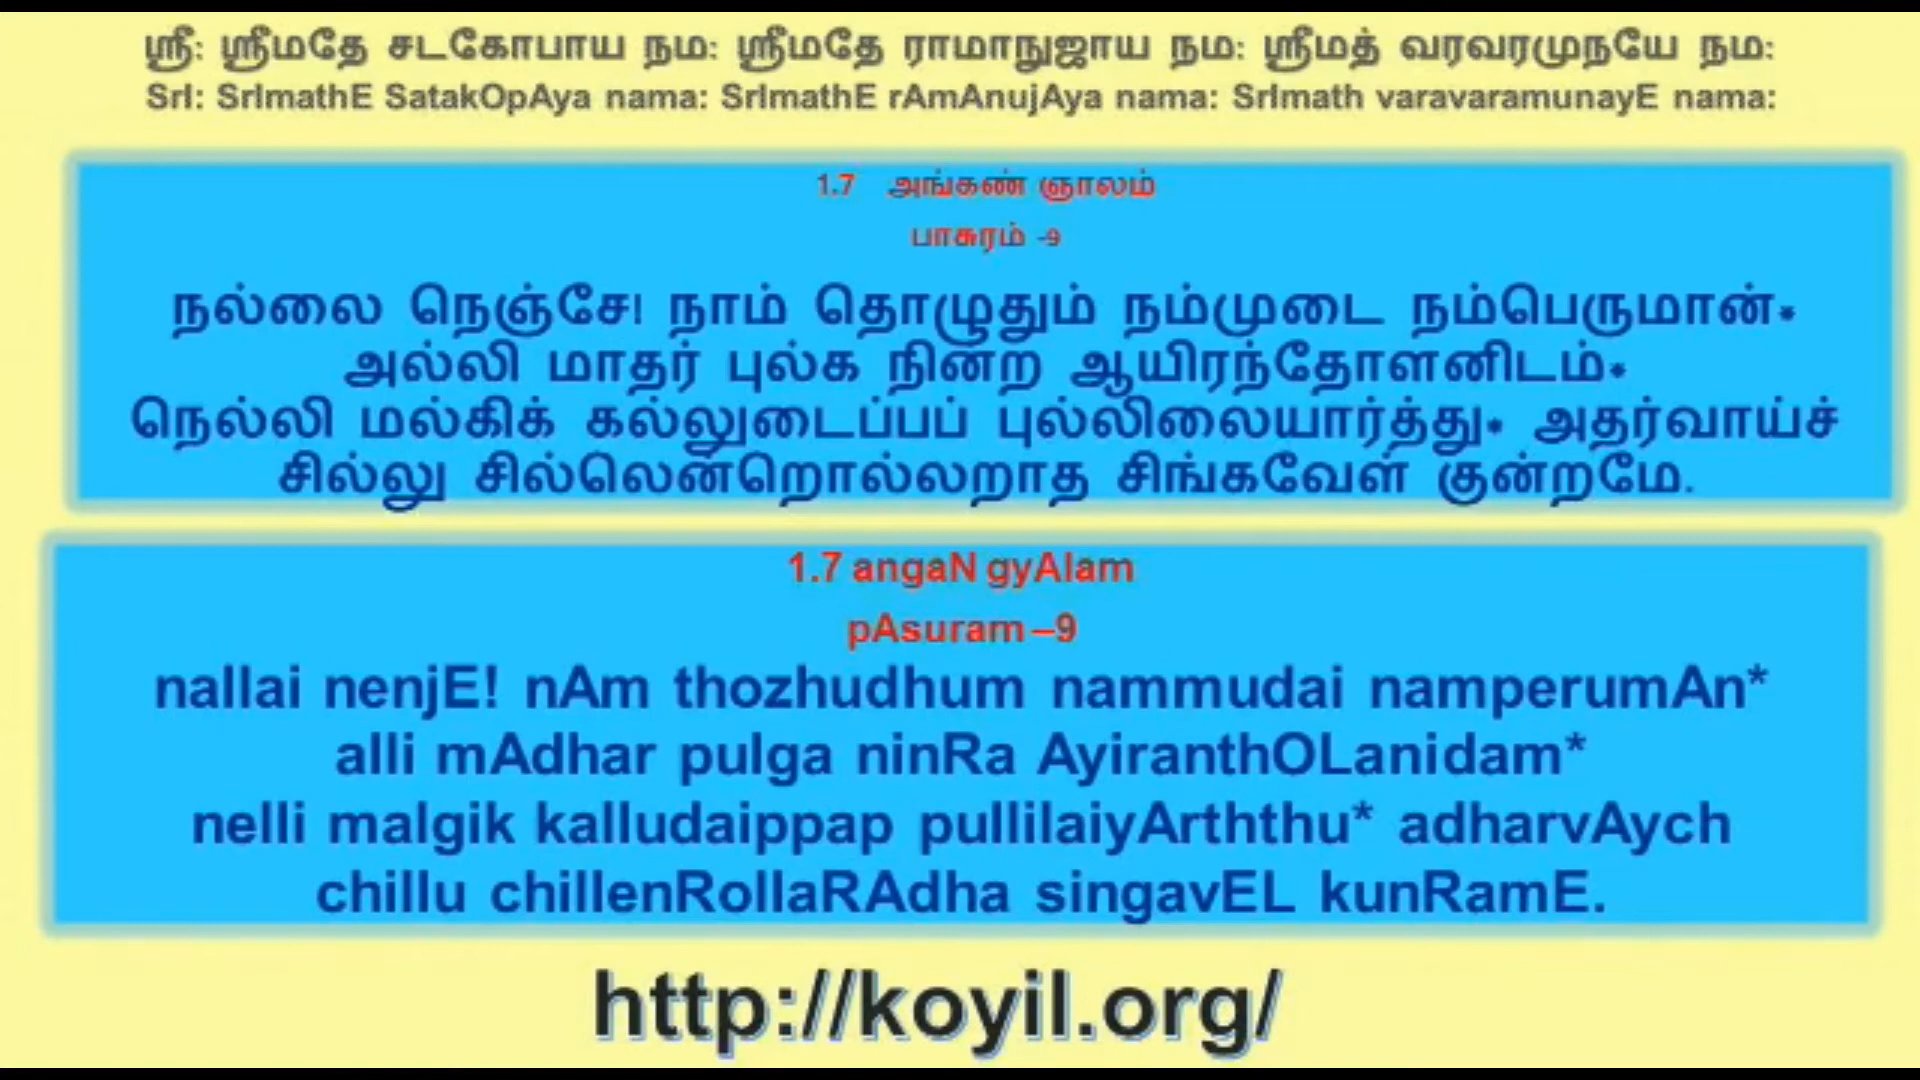 ஸ்ரீ: ஸ்ரீமதே சடகோபாய நம: ஸ்ரீமதே ராமாநுஜாய நம: ஸ்ரீமத் வரவரமுநயே நம:
SrI: SrImathE SatakOpAya nama: SrImathE rAmAnujAya nama: SrImath varavaramunayE nama:
1.7 அங்கண் ஞாலம்
பாசுரம் -9
நல்லை நெஞ்சே! நாம் தொழுதும் நம்முடை நம்பெருமான்*
அல்லி மாதர் புல்க நின்ற ஆயிரந்தோளனிடம்*
நெல்லி மல்கிக் கல்லுடைப்பப் புல்லிலையார்த்து* அதர்வாய்ச்
சில்லு சில்லென்றொல்லறாத சிங்கவேள் குன்றமே.
1.7 angaN gyAlam
pAsuram –9
nallai nenjE! nAm thozhudhum nammudai namperumAn*
alli mAdhar pulga ninRa AyiranthOLanidam*
nelli malgik kalludaippap pullilaiyArththu* adharvAych
chillu chillenRollaRAdha singavEL kunRamE.
http://koyil.org/